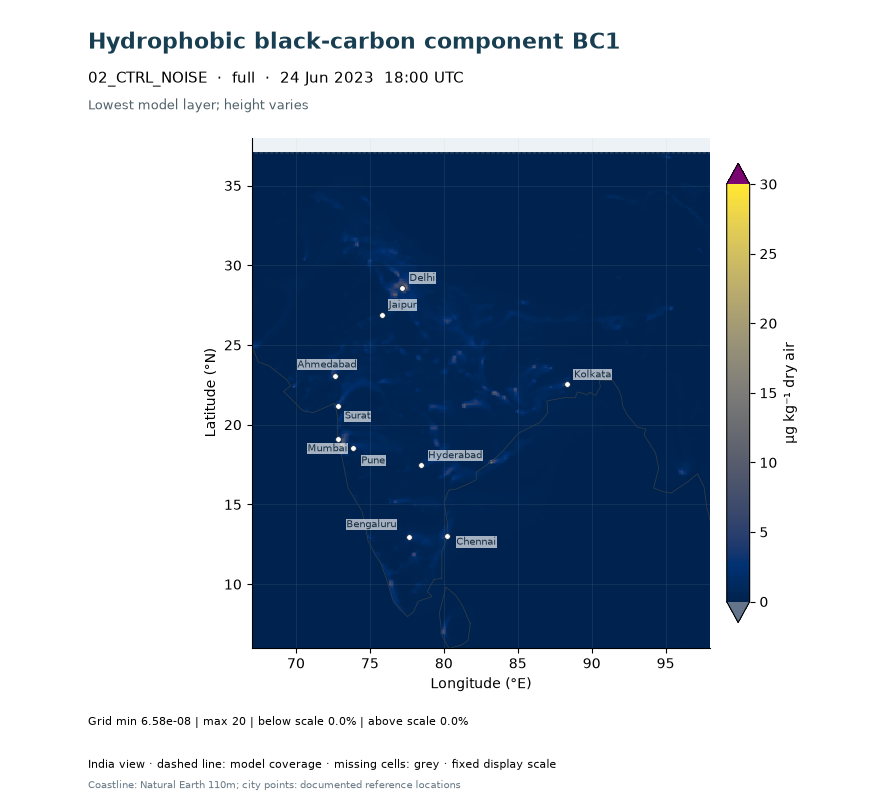 Hydrophobic black-carbon component BC1
02_CTRL_NOISE · full · 24 Jun 2023 18:00 UTC
Lowest model layer; height varies
35
30
25
20
15
10
Latitude (°N)
Delhi
Jaipur
Ahmedabad
Kolkata
Surat
Mumbai
Pune
Hyderabad
Bengaluru
Chennai
70 75 80 85 90 95
Longitude (°E)
30
25
20
15
10
5
0
µg kg⁻¹ dry air
Grid min 6.58e-08 | max 20 | below scale 0.0% | above scale 0.0%
India view · dashed line: model coverage · missing cells: grey · fixed display scale
Coastline: Natural Earth 110m; city points: documented reference locations